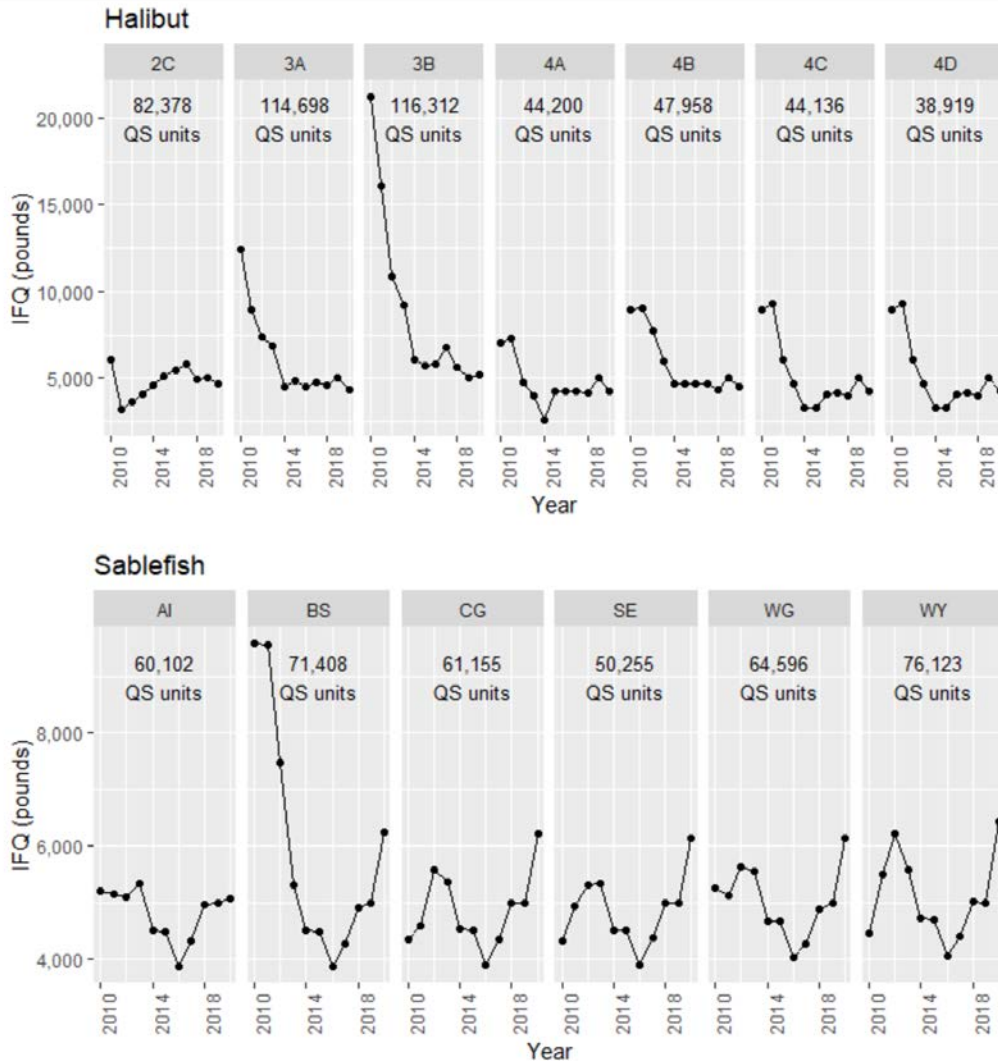 Halibut
2C 3A 3B 4A 4B 4C 4D
82,378 114,698 116,312 44,200 47,958 44,136 38,919
QS units QS units QS units QS units QS units QS units QS units
20,000
15,000
10,000
5,000
IFQ (pounds)
2010 2014 2018 2010 2014 2018 2010 2014 2018 2010 2014 2018 2010 2014 2018 2010 2014 2018 2010 2014 2018
Year
Sablefish
AI BS CG SE WG WY
60,102 71,408 61,155 50,255 64,596 76,123
QS units QS units QS units QS units QS units QS units
8,000
6,000
4,000
IFQ (pounds)
2010 2014 2018 2010 2014 2018 2010 2014 2018 2010 2014 2018 2010 2014 2018 2010 2014 2018
Year